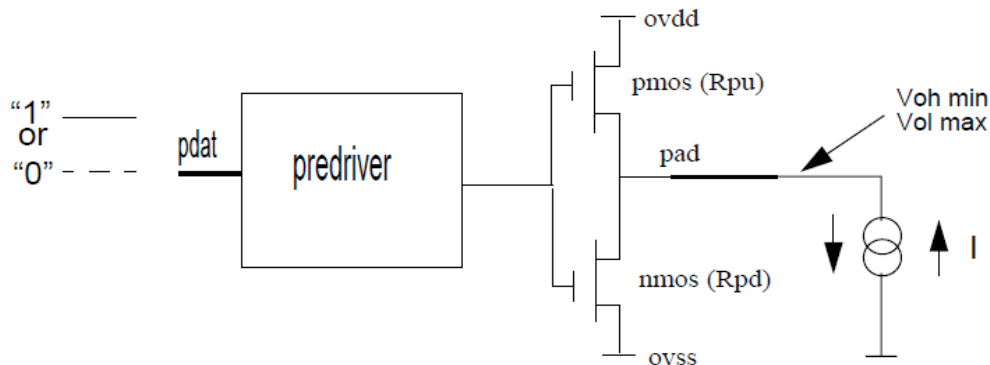 ovdd
pmos (Rpu)
Voh min
Vol max
“1”
or
“0”
pdat
predriver
pad
I
nmos (Rpd)
ovss